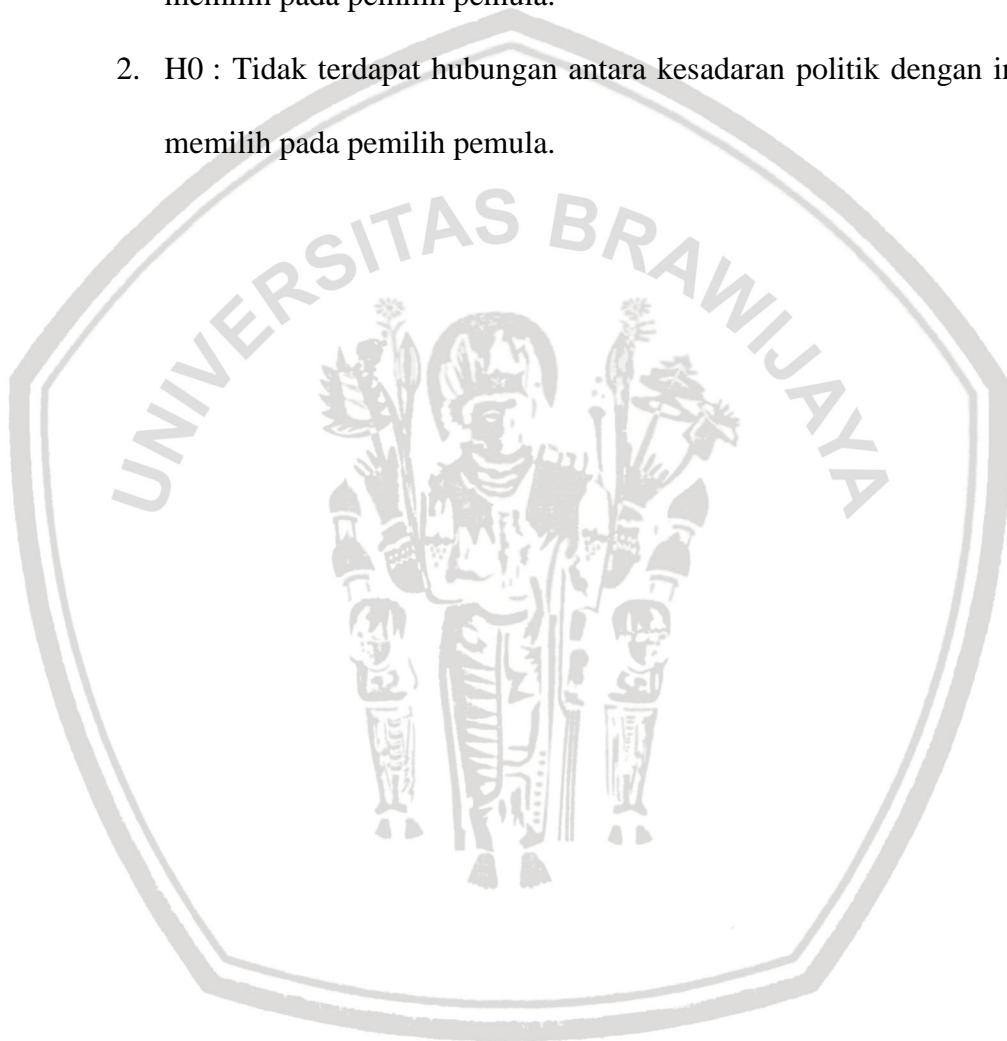 memilih pada pemilih pemula.
2. H0 : Tidak terdapat hubungan antara kesadaran politik dengan
memilih pada pemilih pemula.
UNIVERSITAS BRAWIJAYA